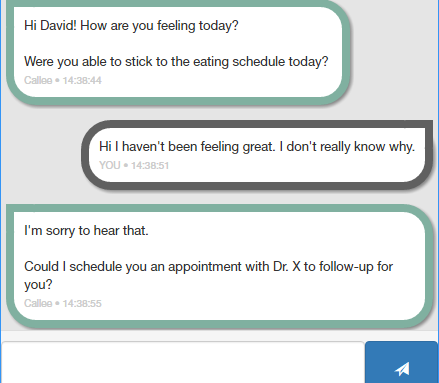 Hi David! How are you feeling today?
Were you able to stick to the eating schedule today?
Callee • 14:38:44
Hi I haven't been feeling great. I don't really know why.
YOU • 14:38:51
I'm sorry to hear that.
Could I schedule you an appointment with Dr. X to follow-up for
you?
Callee • 14:38:55